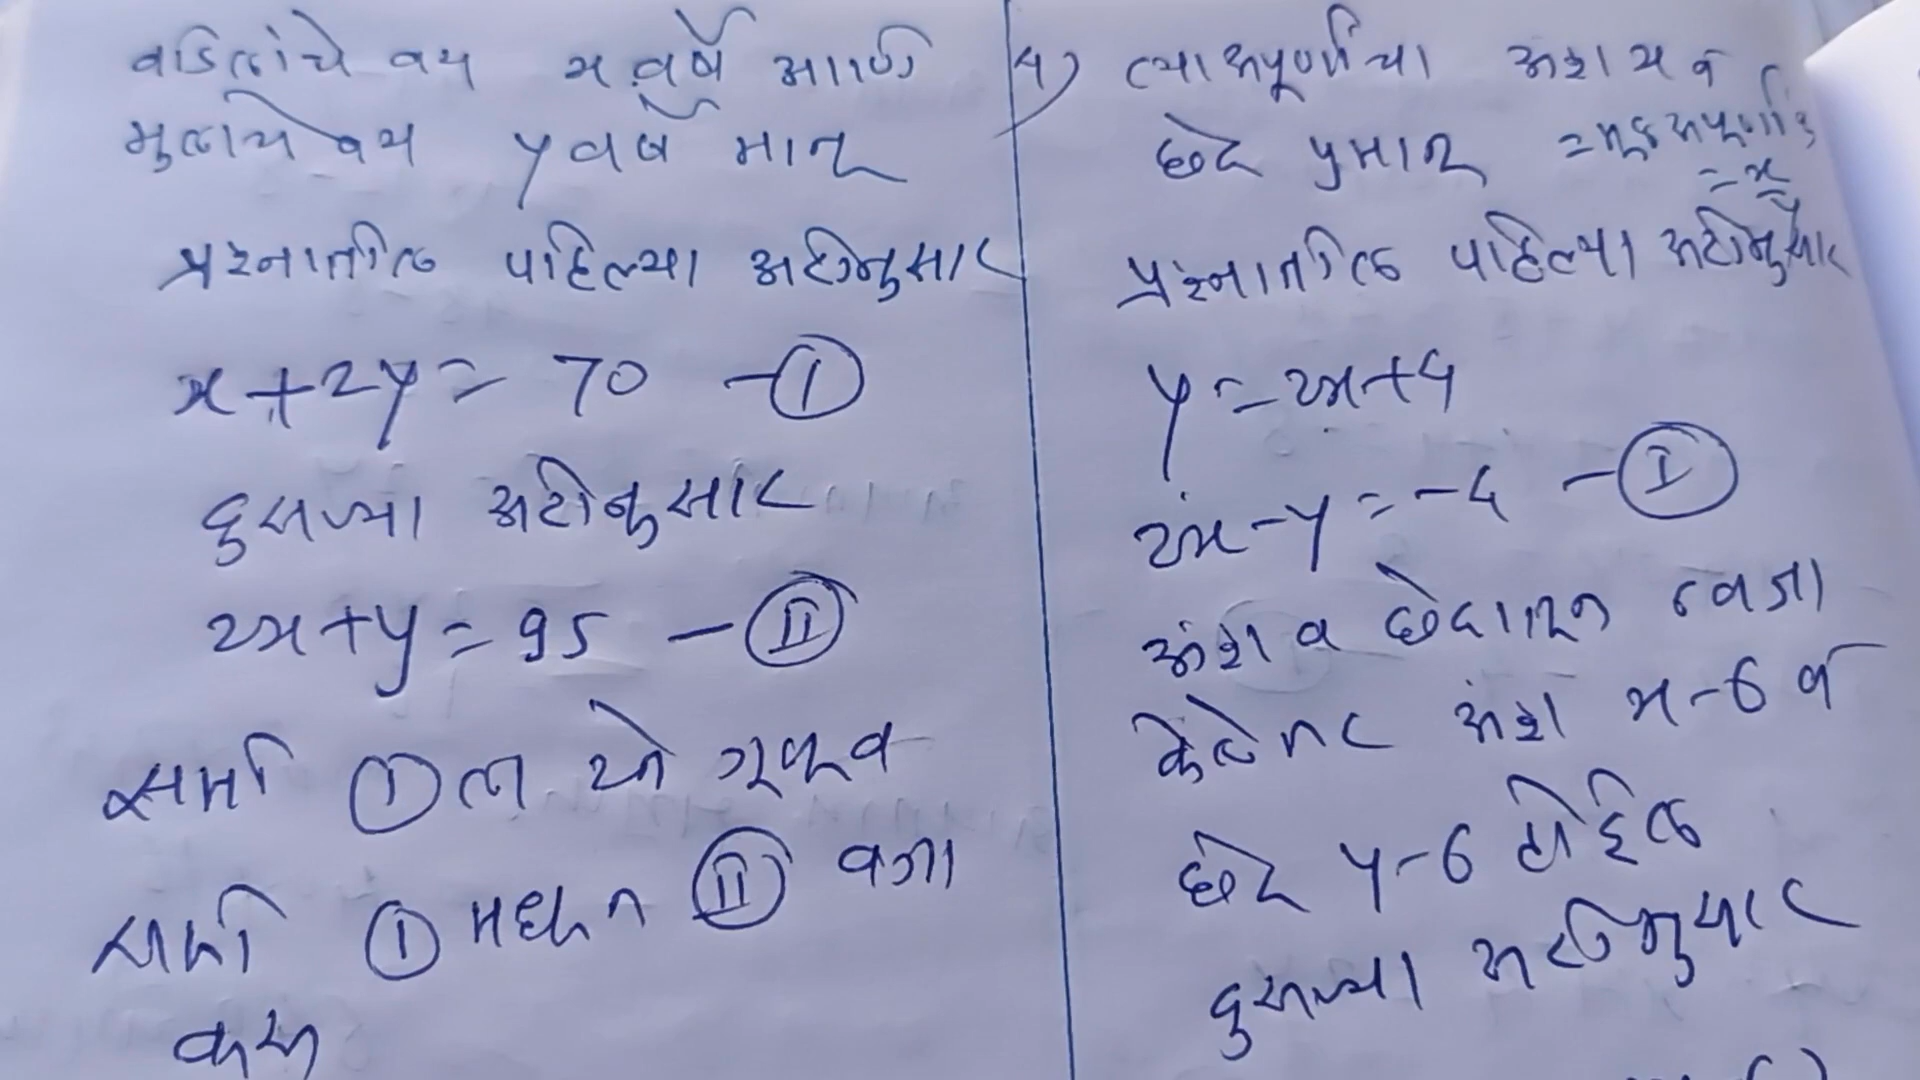 वडिलांचे वय x वर्षे आणि
मुलाचे वय y वर्षे मानू
प्रश्नातील पहिल्या अटीनुसार
x + 2y = 70 — I
दुसऱ्या अटीनुसार
2x + y = 95 — II
समी I ला 2 ने गुणून व
समी I मधून II वजा
करू
4) त्या अपूर्णांकाचा अंश x व
छेद y मानू = मूळ अपूर्णांक
= x
प्रश्नातील पहिल्या अटीनुसार
y = 2x + 4
2x - y = -4 — I
अंश व छेदातून वजा
केले तर अंश x - 6 व
छेद y - 6 होईल
दुसऱ्या अटीनुसार